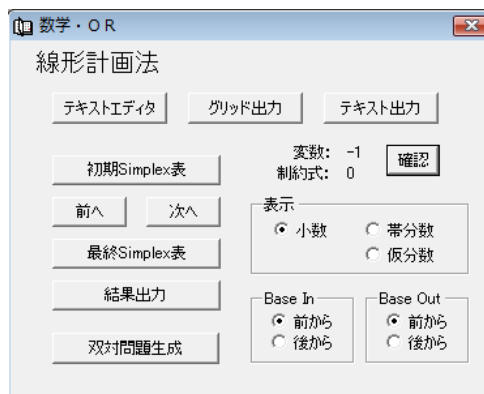 数学・ＯＲ
線形計画法
テキストエディタ グリッド出力 テキスト出力
変数: -1
制約式: 0
確認
初期Simplex表
前へ 次へ
最終Simplex表
結果出力
双対問題生成
表示
小数 帯分数
仮分数
Base In
前から
後から
Base Out
前から
後から